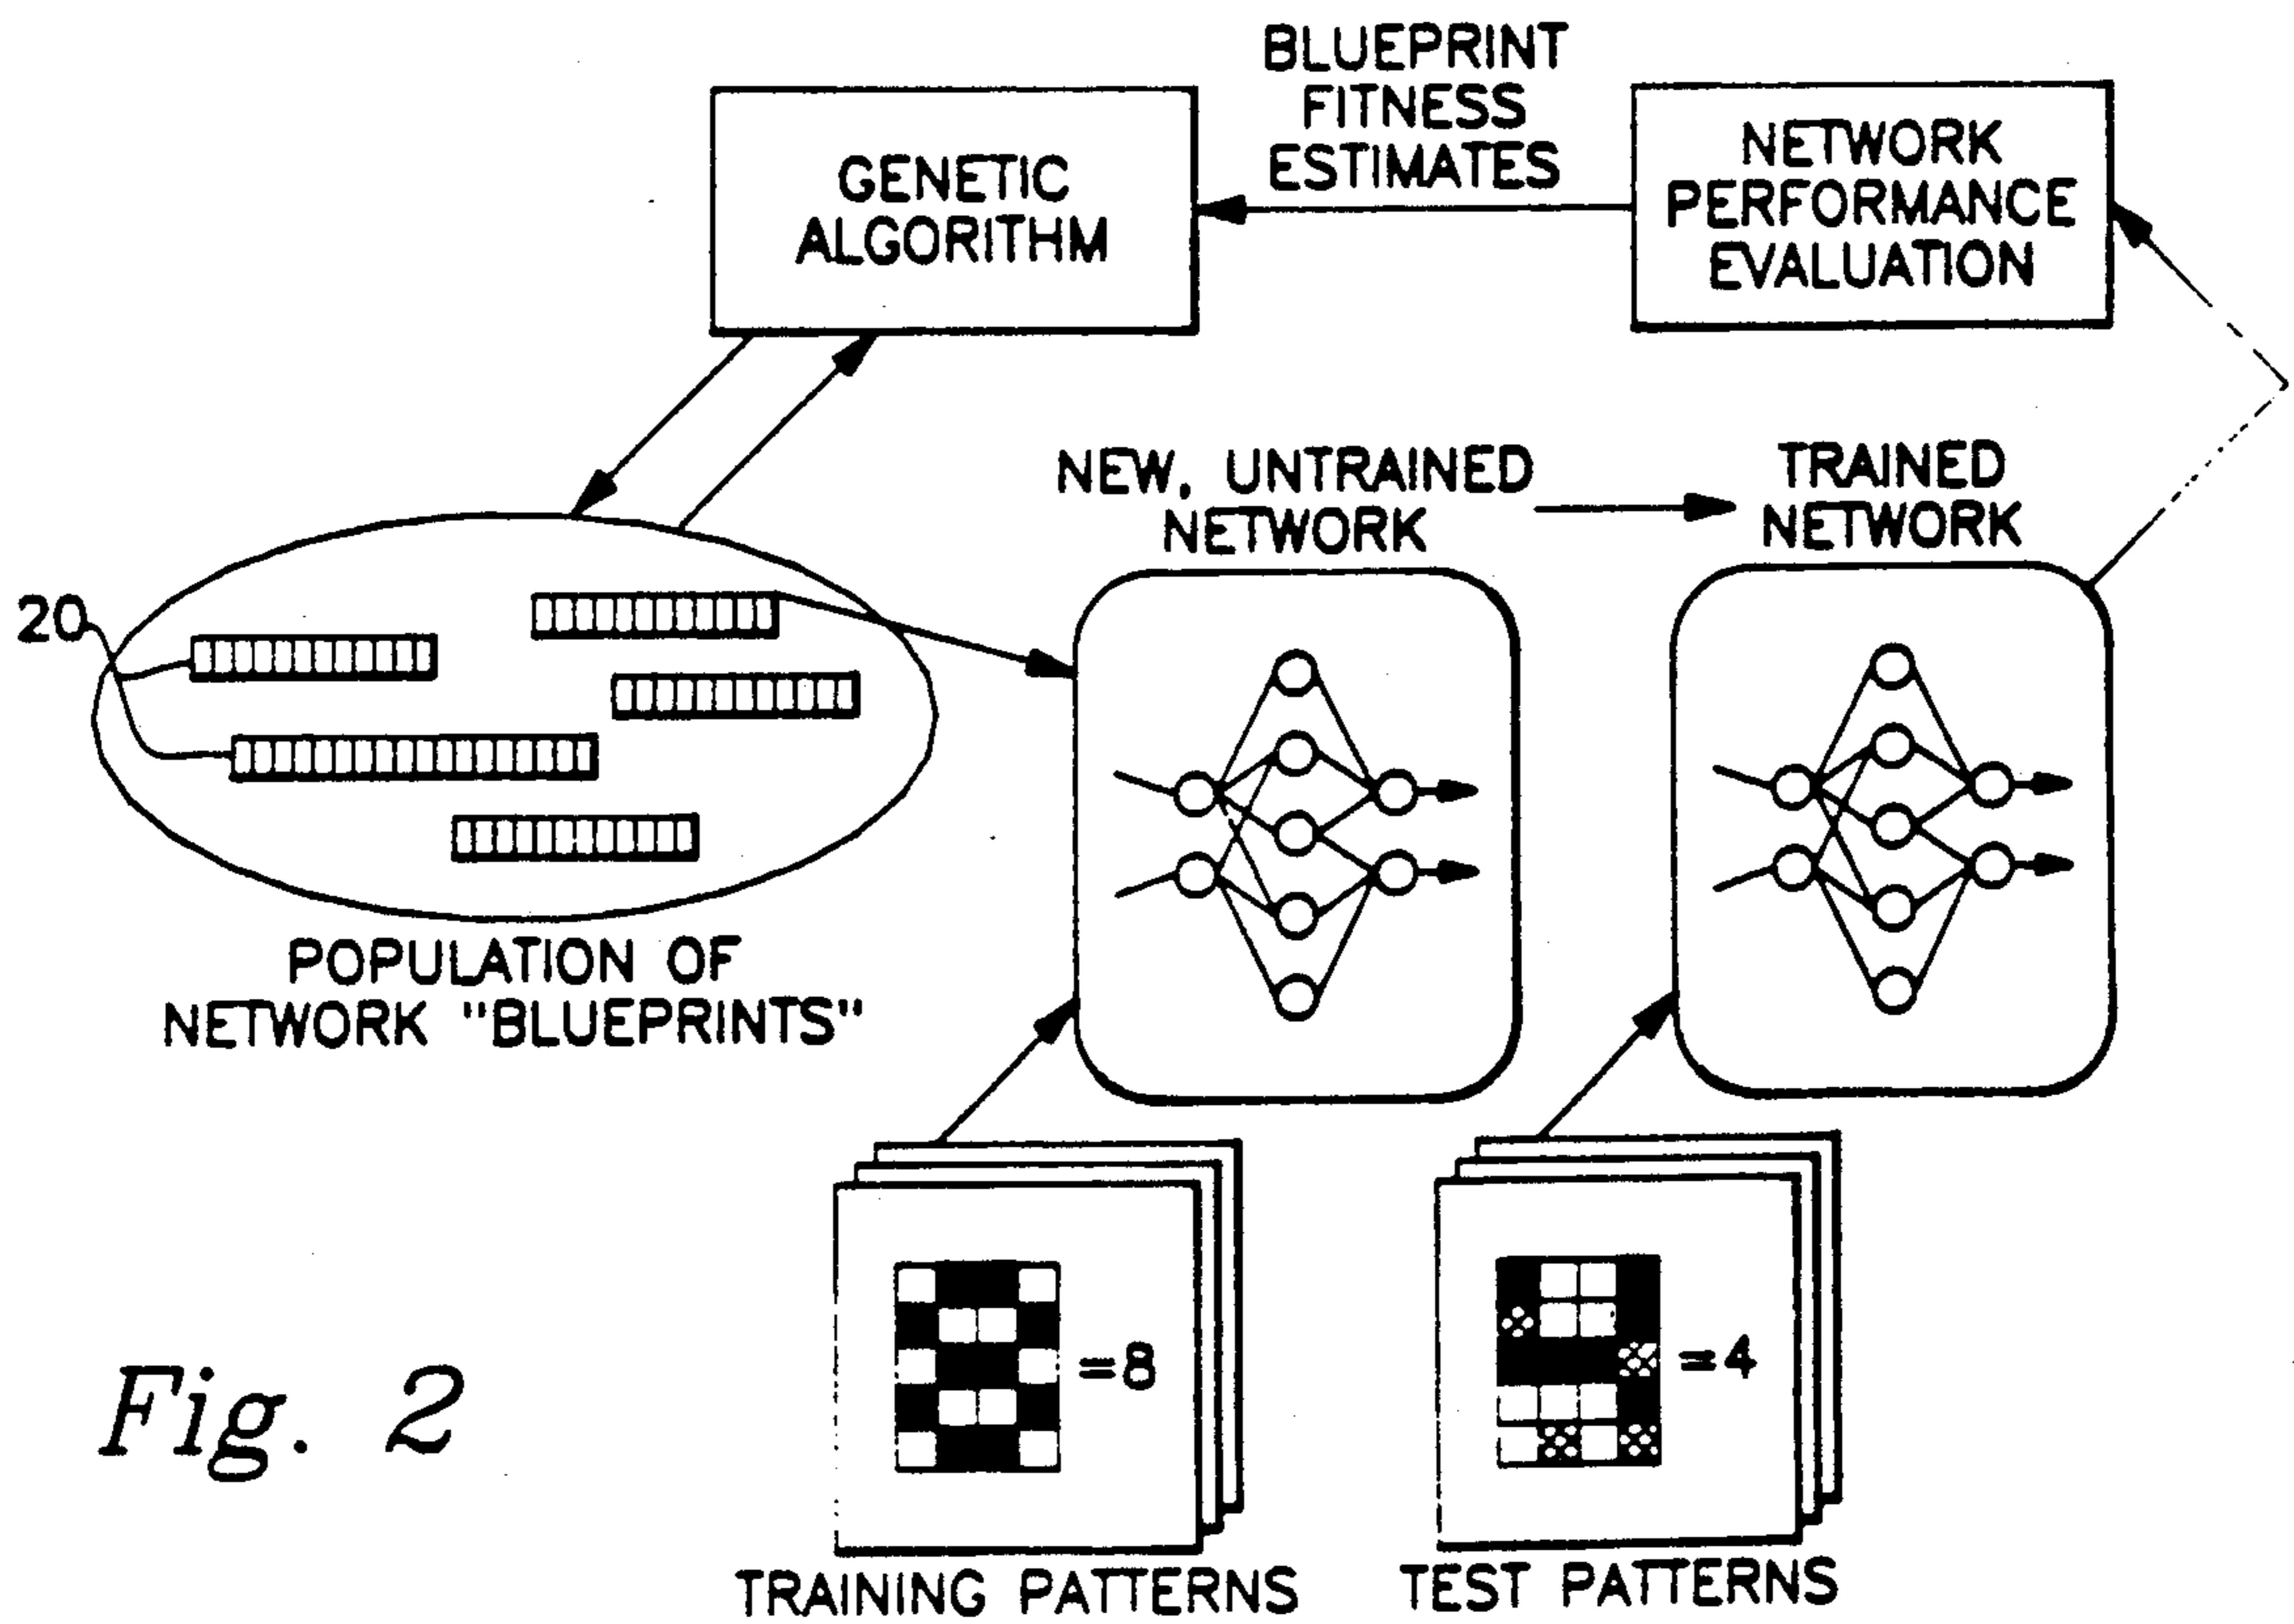 BLUEPRINT
FITNESS
ESTIMATES
GENETIC
ALGORITHM
NETWORK
PERFORMANCE
EVALUATION
NEW, UNTRAINED
NETWORK
TRAINED
NETWORK
20
POPULATION OF
NETWORK "BLUEPRINTS"
=8
=4
Fig. 2
TRAINING PATTERNS
TEST PATTERNS